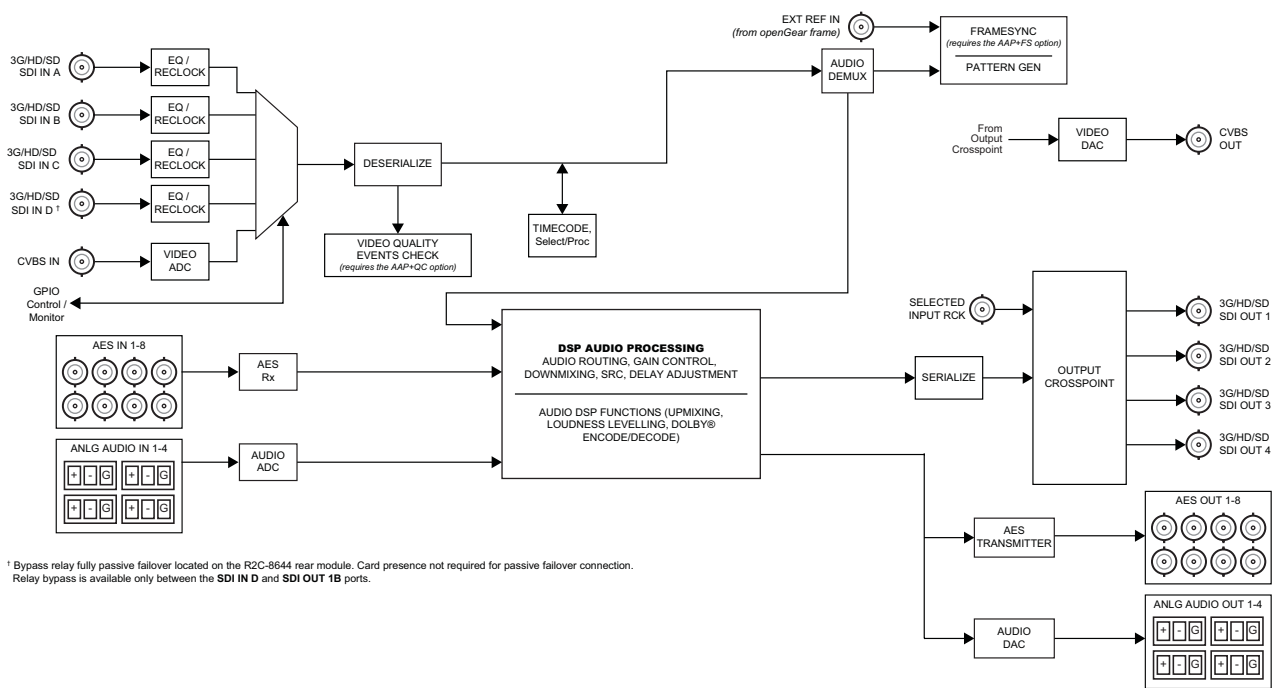 EXT REF IN
(from openGear frame)
FRAMESYNC
(requires the AAP+FS option)
PATTERN GEN
AUDIO
DEMUX
3G/HD/SD
SDI IN A
EQ /
RECLOCK
3G/HD/SD
SDI IN B
EQ /
RECLOCK
3G/HD/SD
SDI IN C
EQ /
RECLOCK
3G/HD/SD
SDI IN D †
EQ /
RECLOCK
CVBS IN
VIDEO
ADC
GPIO
Control /
Monitor
DESERIALIZE
VIDEO QUALITY
EVENTS CHECK
(requires the AAP+QC option)
TIMECODE,
Select/Proc
From
Output
Crosspoint
VIDEO
DAC
CVBS
OUT
AES IN 1-8
AES
Rx
ANLG AUDIO IN 1-4
+ - G + - G
+ - G + - G
AUDIO
ADC
DSP AUDIO PROCESSING
AUDIO ROUTING, GAIN CONTROL,
DOWNMIXING, SRC, DELAY ADJUSTMENT
AUDIO DSP FUNCTIONS (UPMIXING,
LOUDNESS LEVELLING, DOLBY®
ENCODE/DECODE)
SELECTED
INPUT RCK
SERIALIZE
OUTPUT
CROSSPOINT
3G/HD/SD
SDI OUT 1
3G/HD/SD
SDI OUT 2
3G/HD/SD
SDI OUT 3
3G/HD/SD
SDI OUT 4
AES
TRANSMITTER
AES OUT 1-8
AUDIO
DAC
ANLG AUDIO OUT 1-4
+ - G + - G
+ - G + - G
† Bypass relay fully passive failover located on the R2C-8644 rear module. Card presence not required for passive failover connection.
Relay bypass is available only between the SDI IN D and SDI OUT 1B ports.